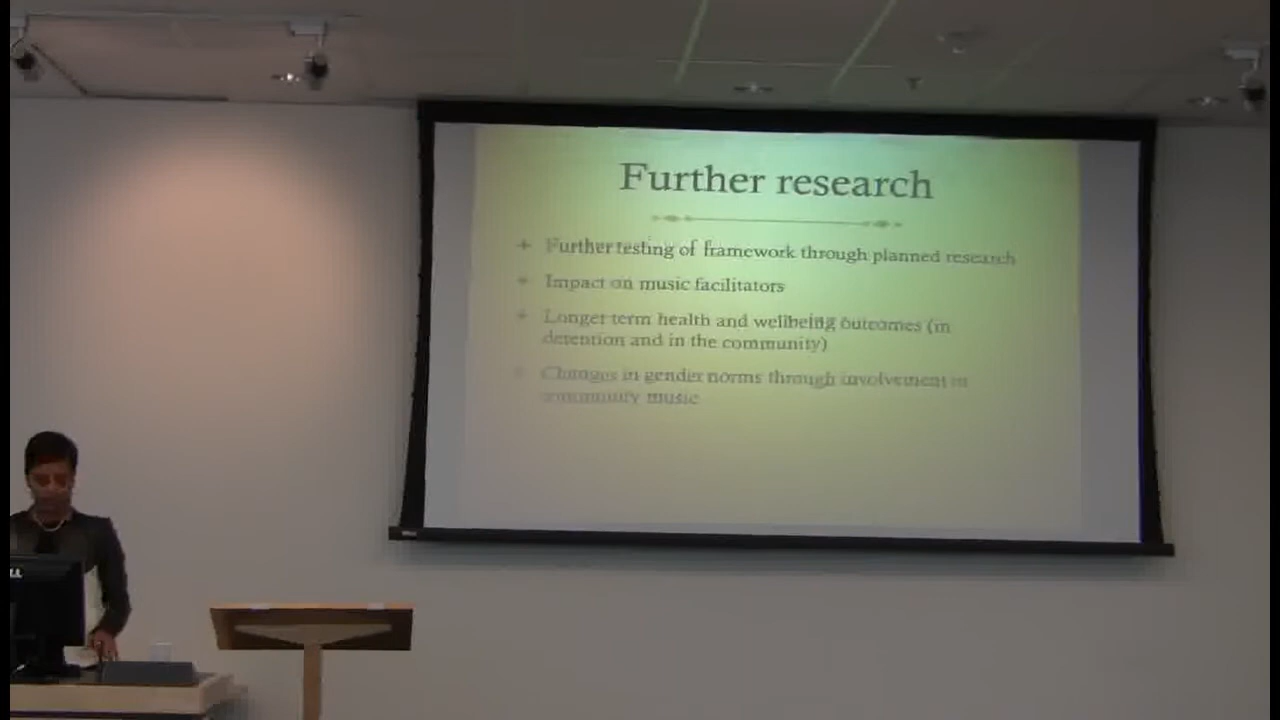 Further research
Further testing of framework through planned research
Impact on music facilitators
Longer term health and wellbeing outcomes (in
detention and in the community)
Changes in gender norms through involvement in
community music